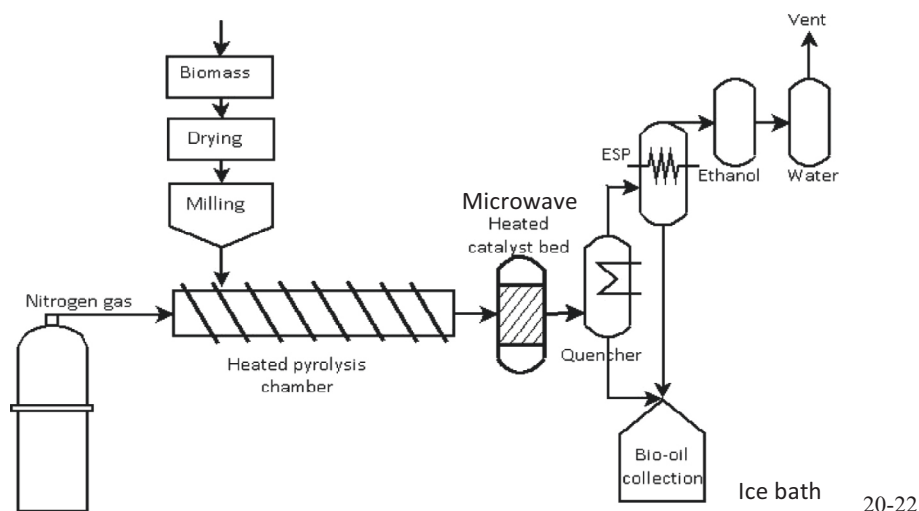 Vent
Biomass
Drying
ESP
Ethanol
Water
Milling
Microwave
Heated
catalyst bed
Nitrogen gas
Quencher
Heated pyrolysis
chamber
Bio-oil
collection
Ice bath
20-22